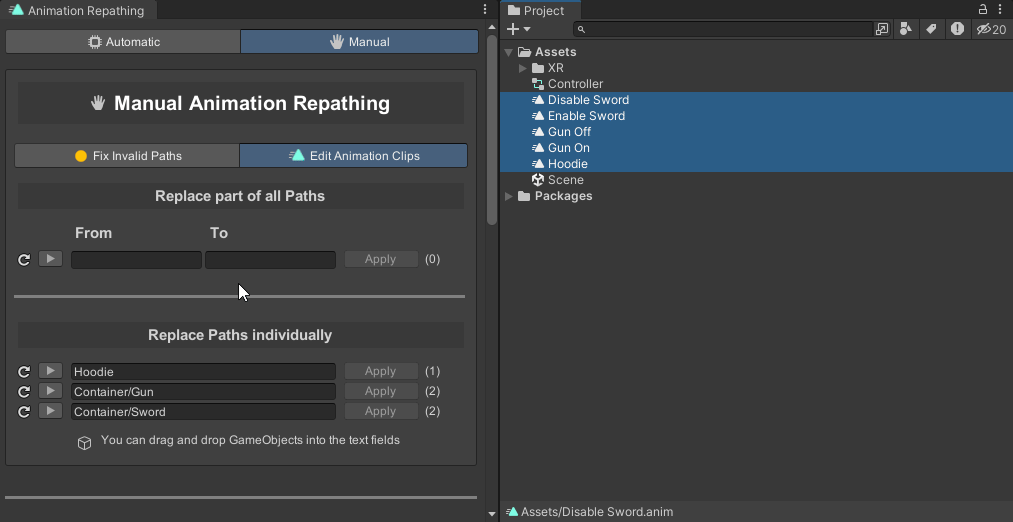 Animation Repathing
Automatic
Manual
Manual Animation Repathing
Fix Invalid Paths
Edit Animation Clips
Replace part of all Paths
From To
Apply (0)
Replace Paths individually
Hoodie Apply (1)
Container/Gun Apply (2)
Container/Sword Apply (2)
You can drag and drop GameObjects into the text fields
Project
20
Assets
XR
Controller
Disable Sword
Enable Sword
Gun Off
Gun On
Hoodie
Scene
Packages
Assets/Disable Sword.anim